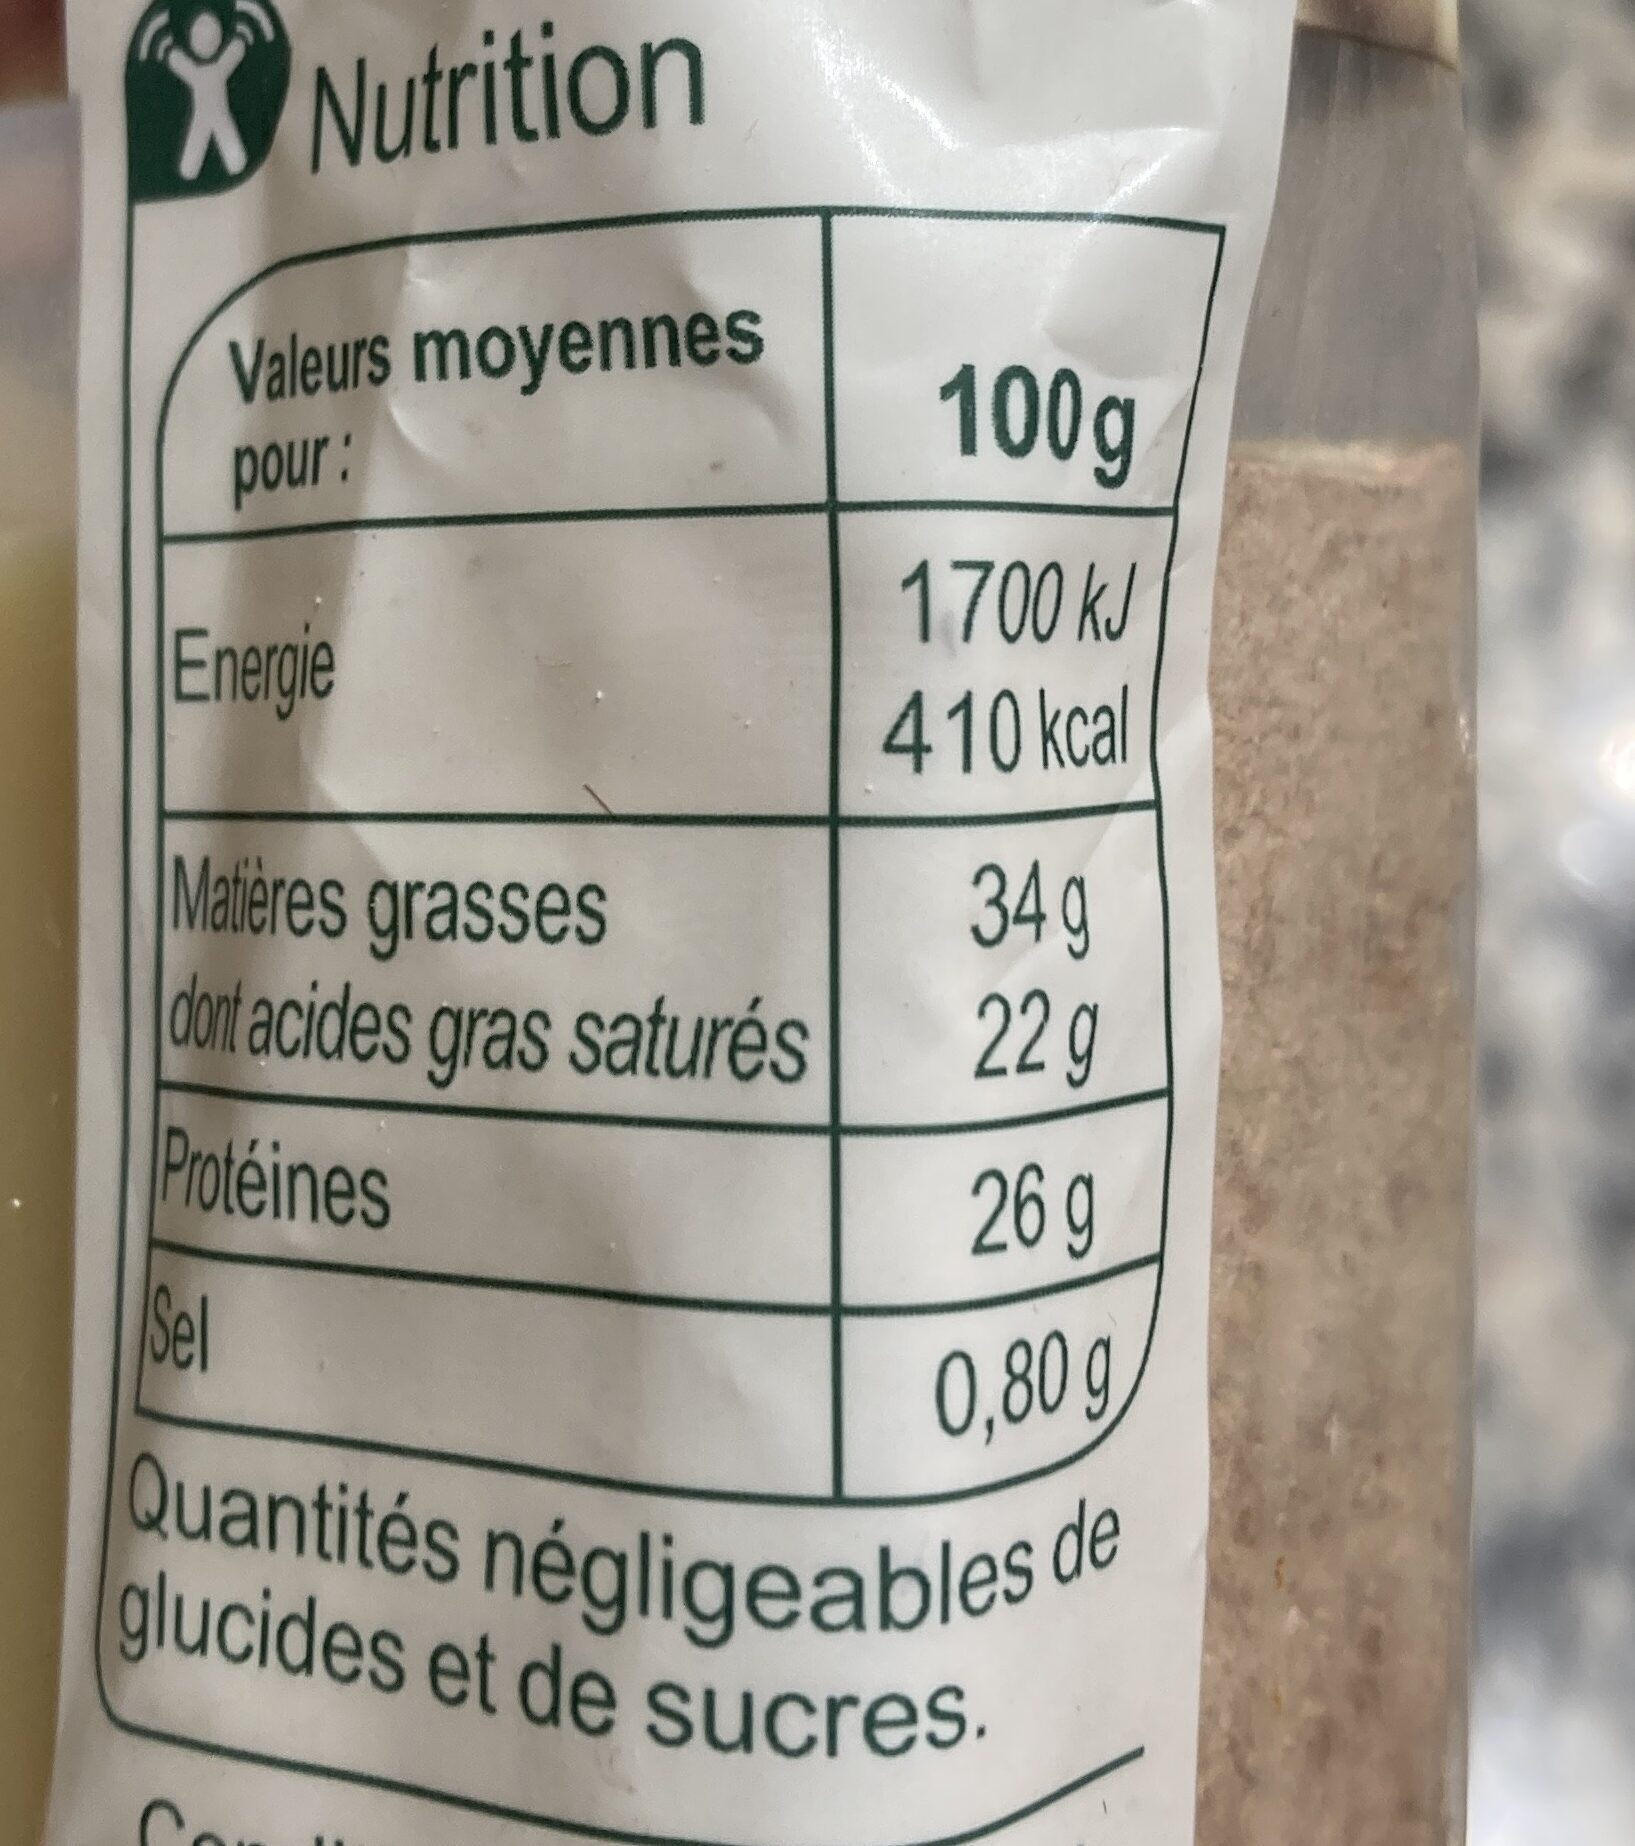 Nutrition
Valeurs moyennes
pour :
100g
Energie
1700 kJ
410 kcal
Matières grasses
34 g
dont acides gras saturés
22 g
Protéines
26 g
Sel
0,80 g
Quantités négligeables de
glucides et de sucres.